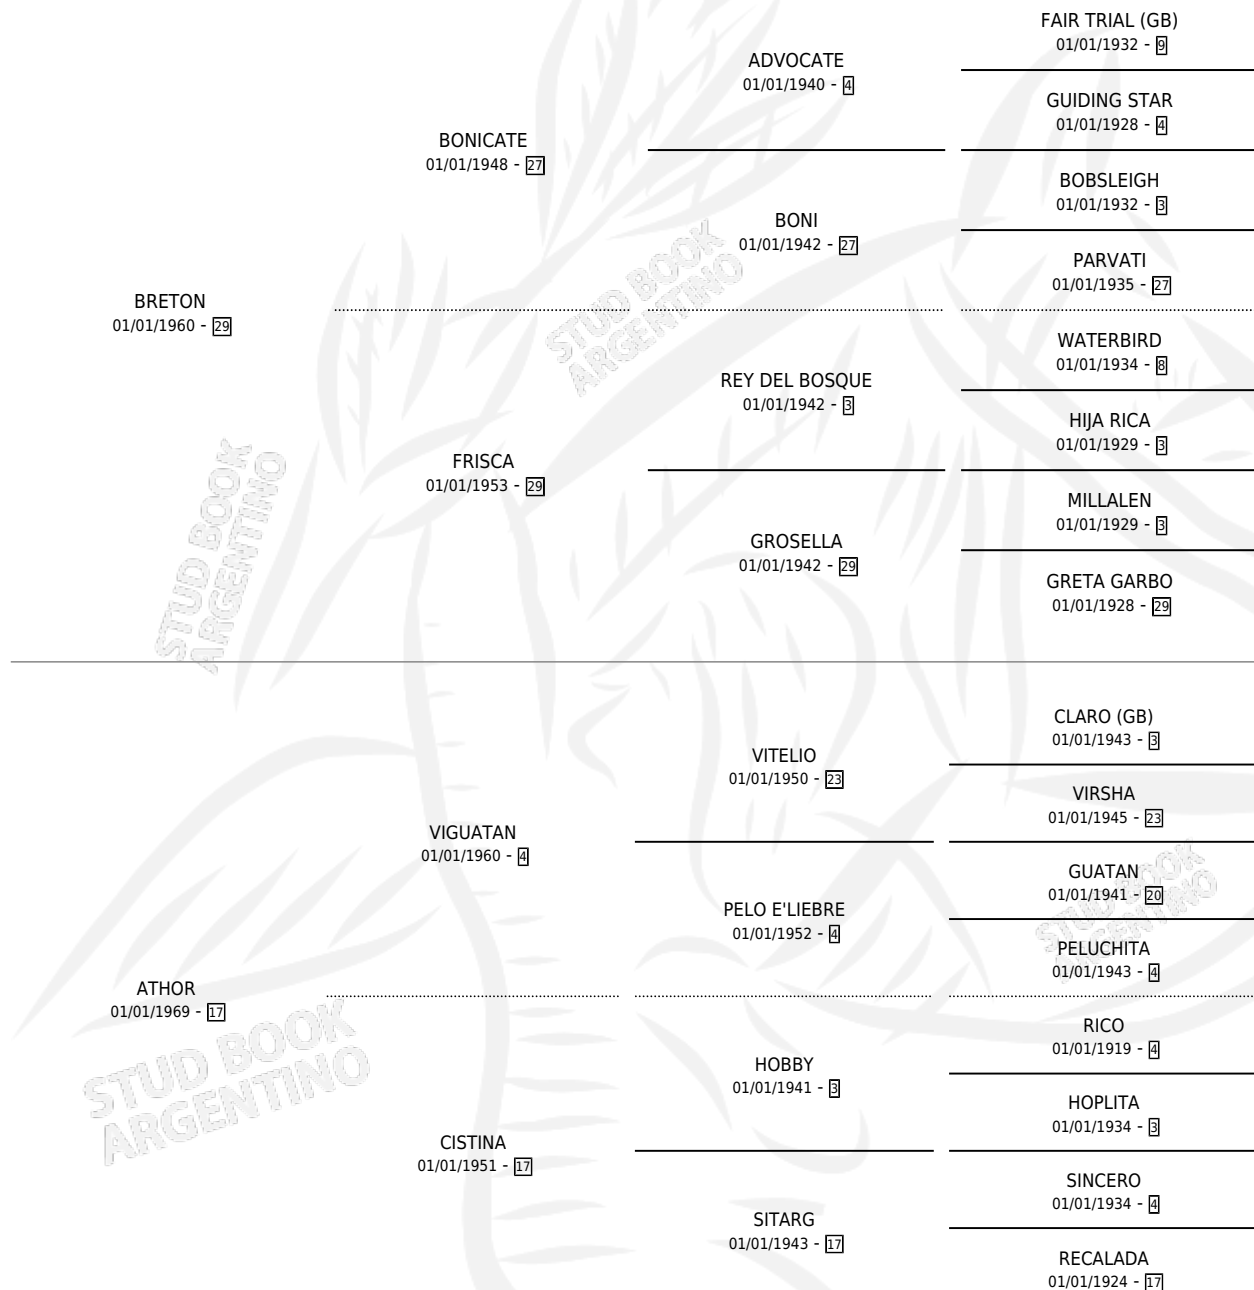 FAIR TRIAL (GB)
01/01/1932 - 9
ADVOCATE
01/01/1940 - 4
GUIDING STAR
01/01/1928 - 4
BONICATE
01/01/1948 - 27
BOBSLEIGH
01/01/1932 - 3
BONI
01/01/1942 - 27
PARVATI
01/01/1935 - 27
BRETON
01/01/1960 - 29
STUD BOOK
ARGENTINO
WATERBIRD
01/01/1934 - 8
REY DEL BOSQUE
01/01/1942 - 3
HIJA RICA
01/01/1929 - 3
FRISCA
01/01/1953 - 29
MILLALEN
01/01/1929 - 3
GROSELLA
01/01/1942 - 29
GRETA GARBO
01/01/1928 - 29
STUD BOOK
ARGENTINO
CLARO (GB)
01/01/1943 - 3
VITELIO
01/01/1950 - 23
VIRSHA
01/01/1945 - 23
VIGUATAN
01/01/1960 - 4
GUATAN
01/01/1941 - 20
PELO E'LIEBRE
01/01/1952 - 4
PELUCHITA
01/01/1943 - 4
STUD BOOK
ARGENTINO
ATHOR
01/01/1969 - 17
RICO
01/01/1919 - 4
HOBBY
01/01/1941 - 3
HOPLITA
01/01/1934 - 3
STUD BOOK
ARGENTINO
CISTINA
01/01/1951 - 17
SINCERO
01/01/1934 - 4
SITARG
01/01/1943 - 17
RECALADA
01/01/1924 - 17